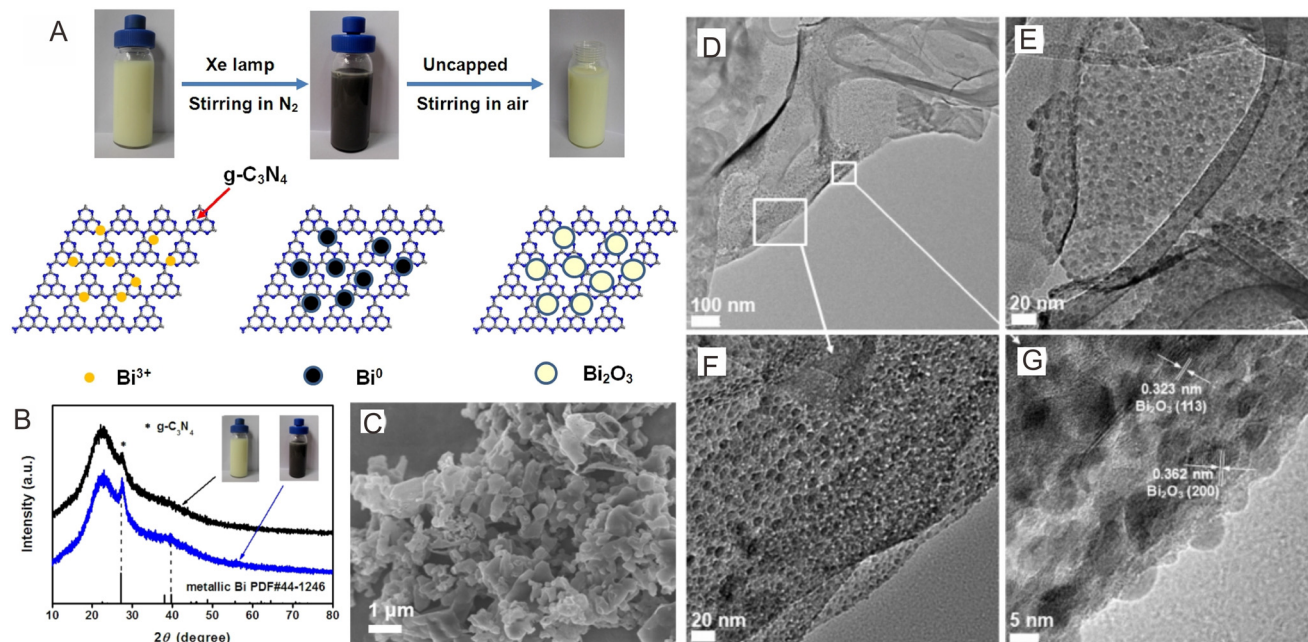 A
Xe lamp
Stirring in N₂
Uncapped
Stirring in air
g-C₃N₄
Bi³⁺
Bi⁰
Bi₂O₃
B
* g-C₃N₄
*
Intensity (a.u.)
metallic Bi PDF#44-1246
10 20 30 40 50 60 70 80
2θ (degree)
C
1 μm
D
100 nm
E
20 nm
F
20 nm
G
0.323 nm
Bi₂O₃ (113)
0.362 nm
Bi₂O₃ (200)
5 nm